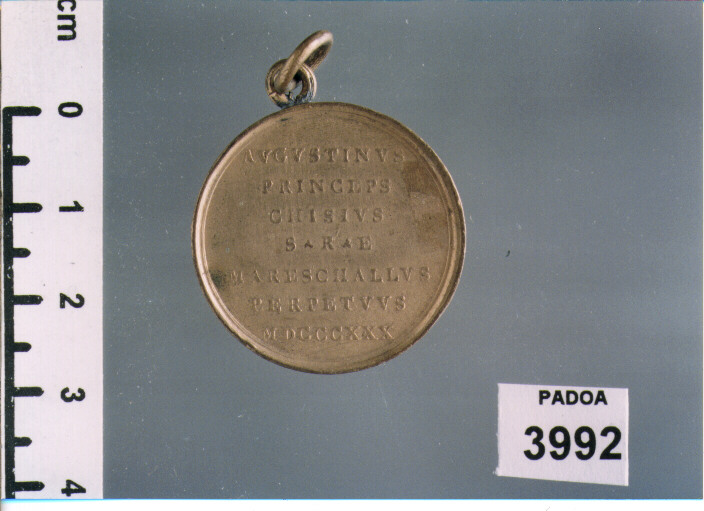 cm
0
1
2
3
4
AVGVSTINVS
PRINCEPS
CHISIVS
S R E
MARESCHALLVS
PERPETVVS
MDCCCXXX
PADOA
3992